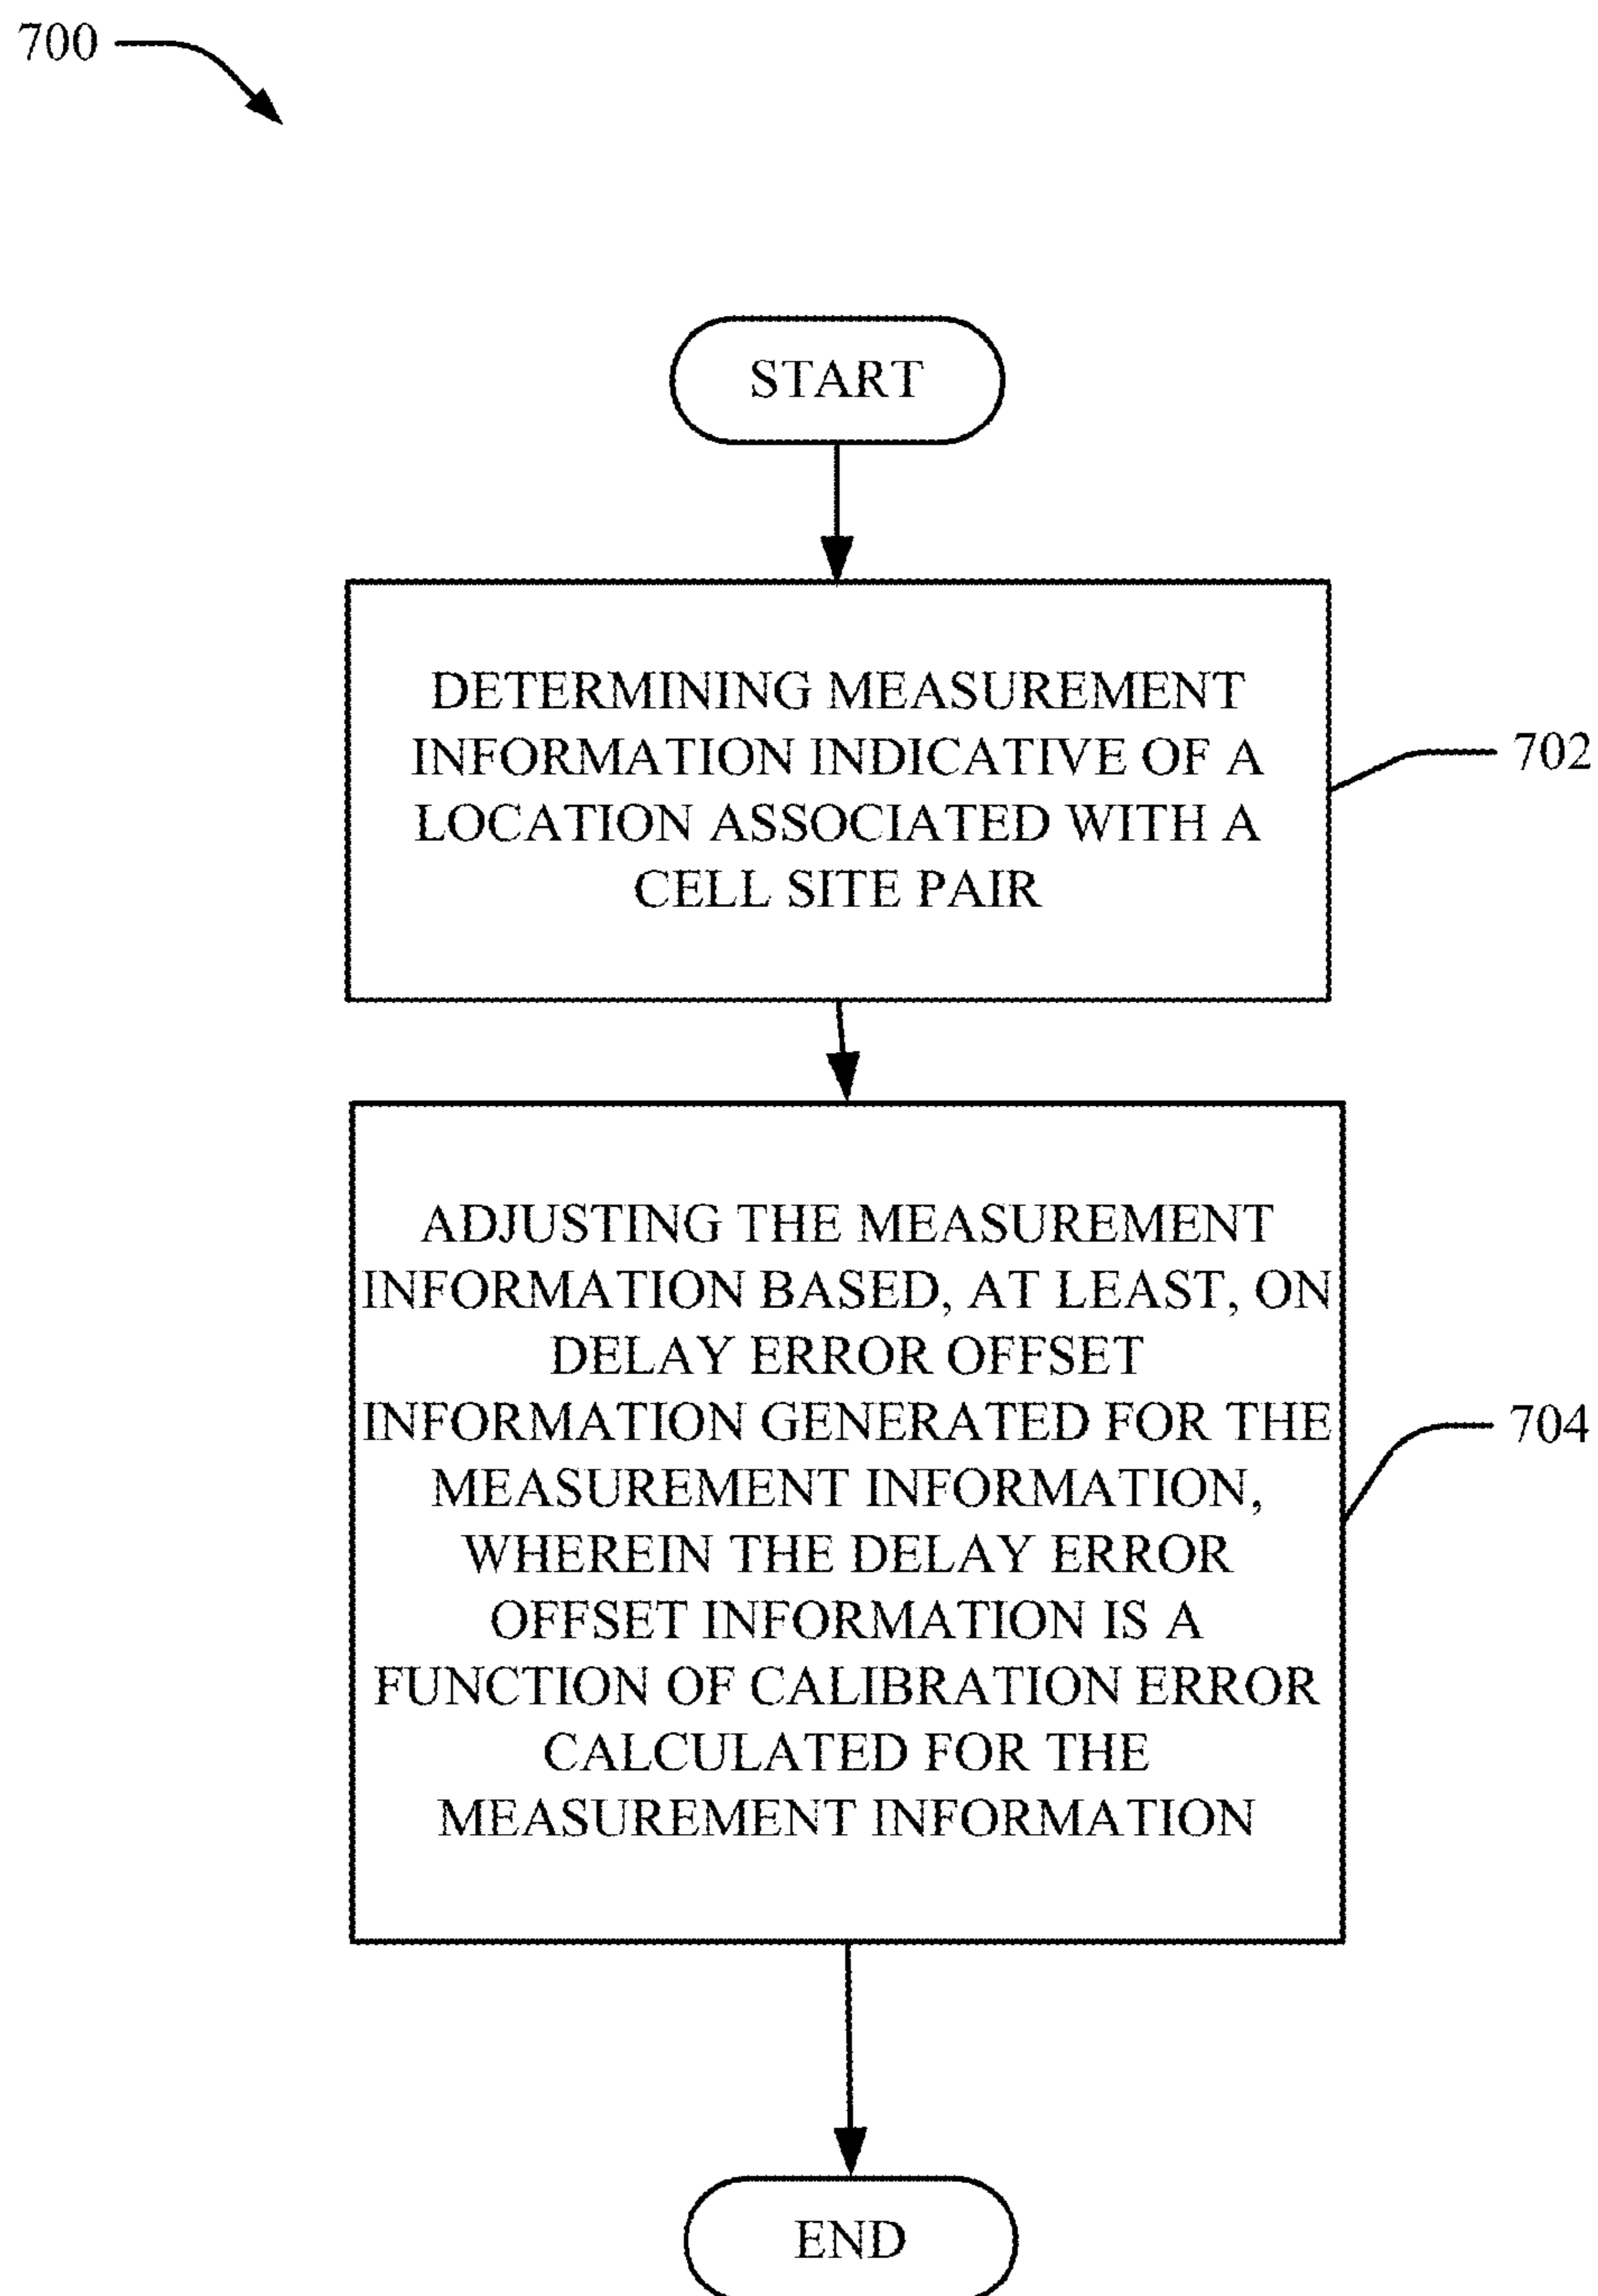 700
START
DETERMINING MEASUREMENT
INFORMATION INDICATIVE OF A
LOCATION ASSOCIATED WITH A
CELL SITE PAIR
702
ADJUSTING THE MEASUREMENT
INFORMATION BASED, AT LEAST, ON
DELAY ERROR OFFSET
INFORMATION GENERATED FOR THE
MEASUREMENT INFORMATION,
WHEREIN THE DELAY ERROR
OFFSET INFORMATION IS A
FUNCTION OF CALIBRATION ERROR
CALCULATED FOR THE
MEASUREMENT INFORMATION
704
END